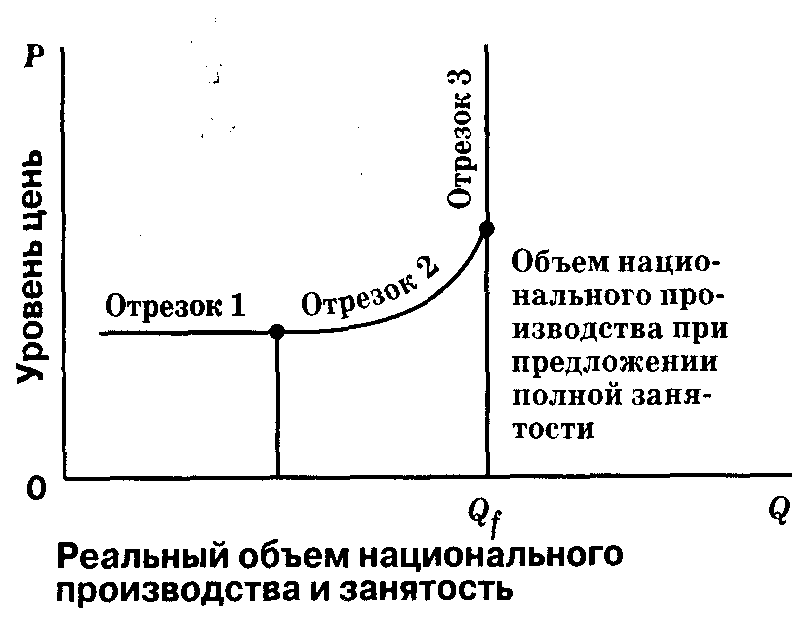 P
Уровень цень
Отрезок 1
Отрезок 2
Отрезок 3
Объем нацио-
нального про-
изводства при
предложении
полной заня-
тости
0
Qf
Q
Реальный объем национального
производства и занятость